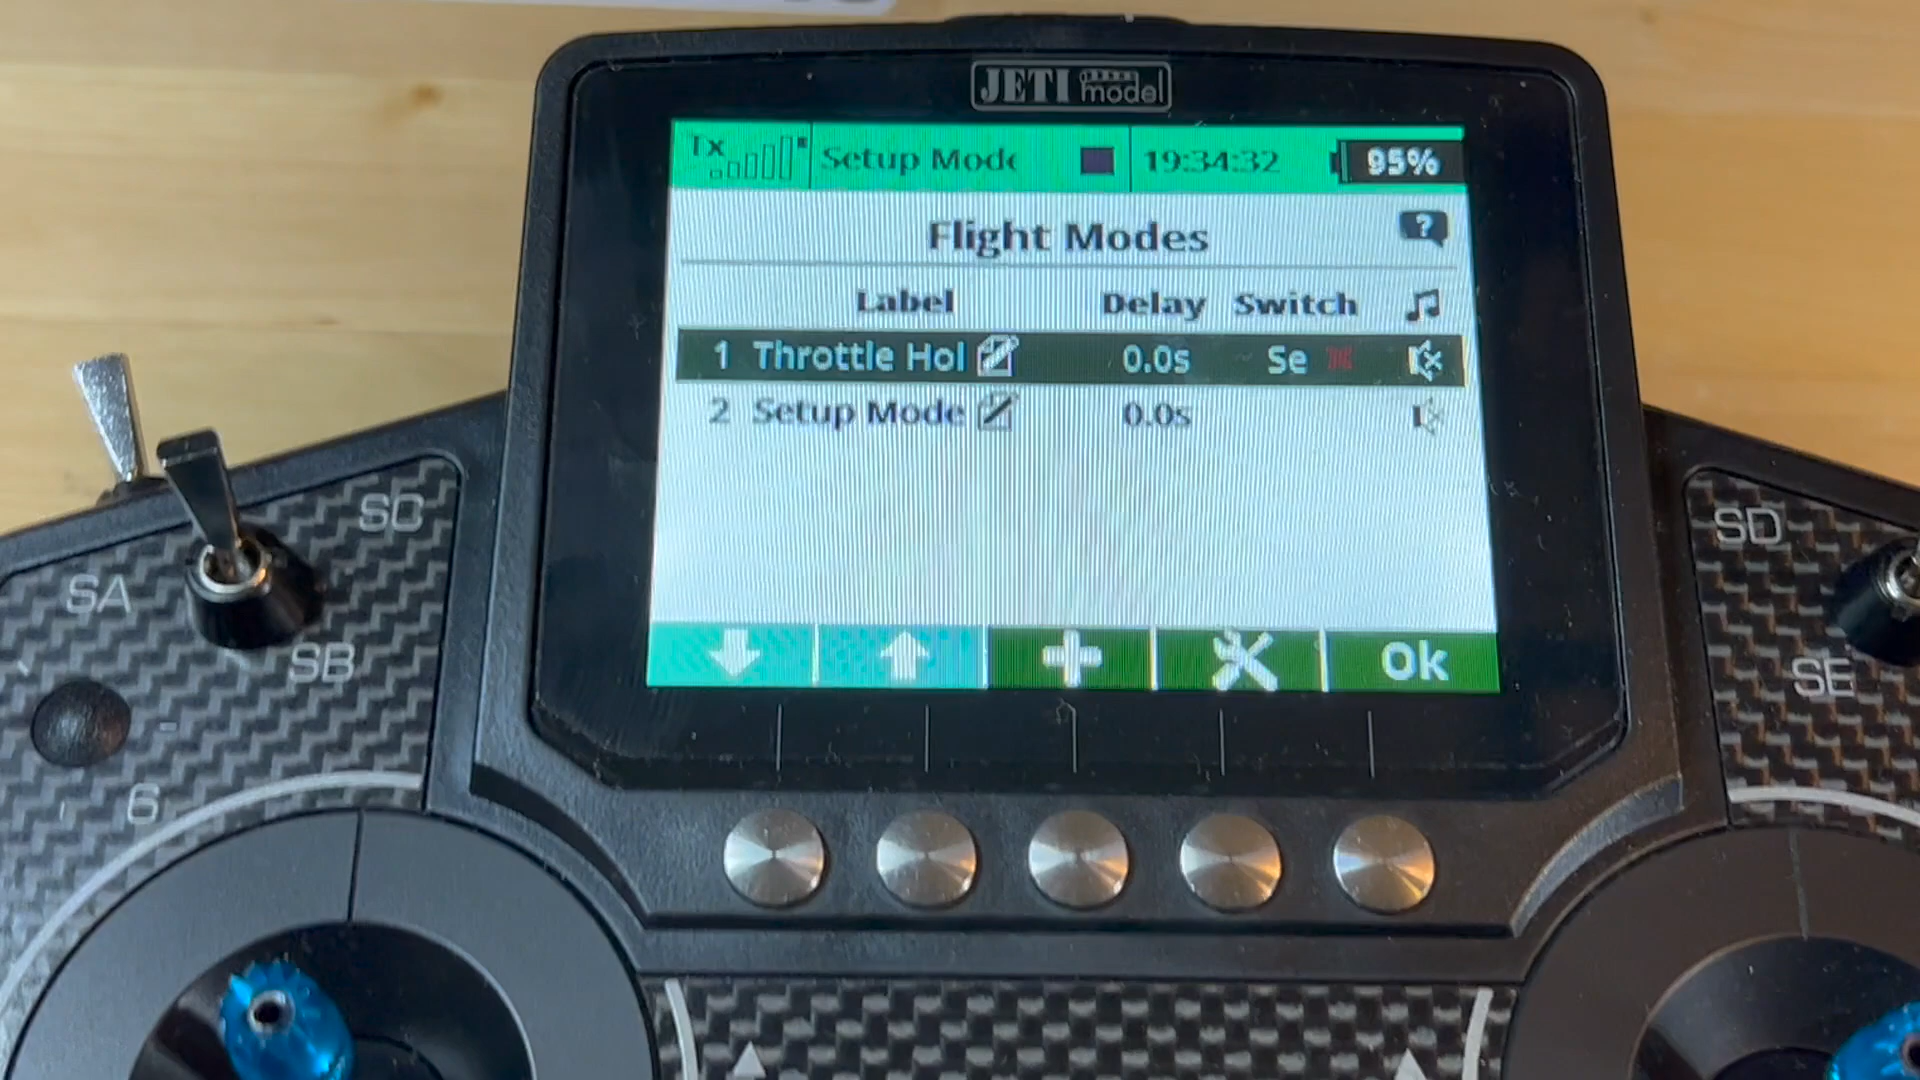 JETI model
Tx Setup Mode 19:34:32 95%
Flight Modes ?
Label Delay Switch
1 Throttle Hol 0.0s Se
2 Setup Mode 0.0s
Ok
SC
SA
SB
SD
SE
6